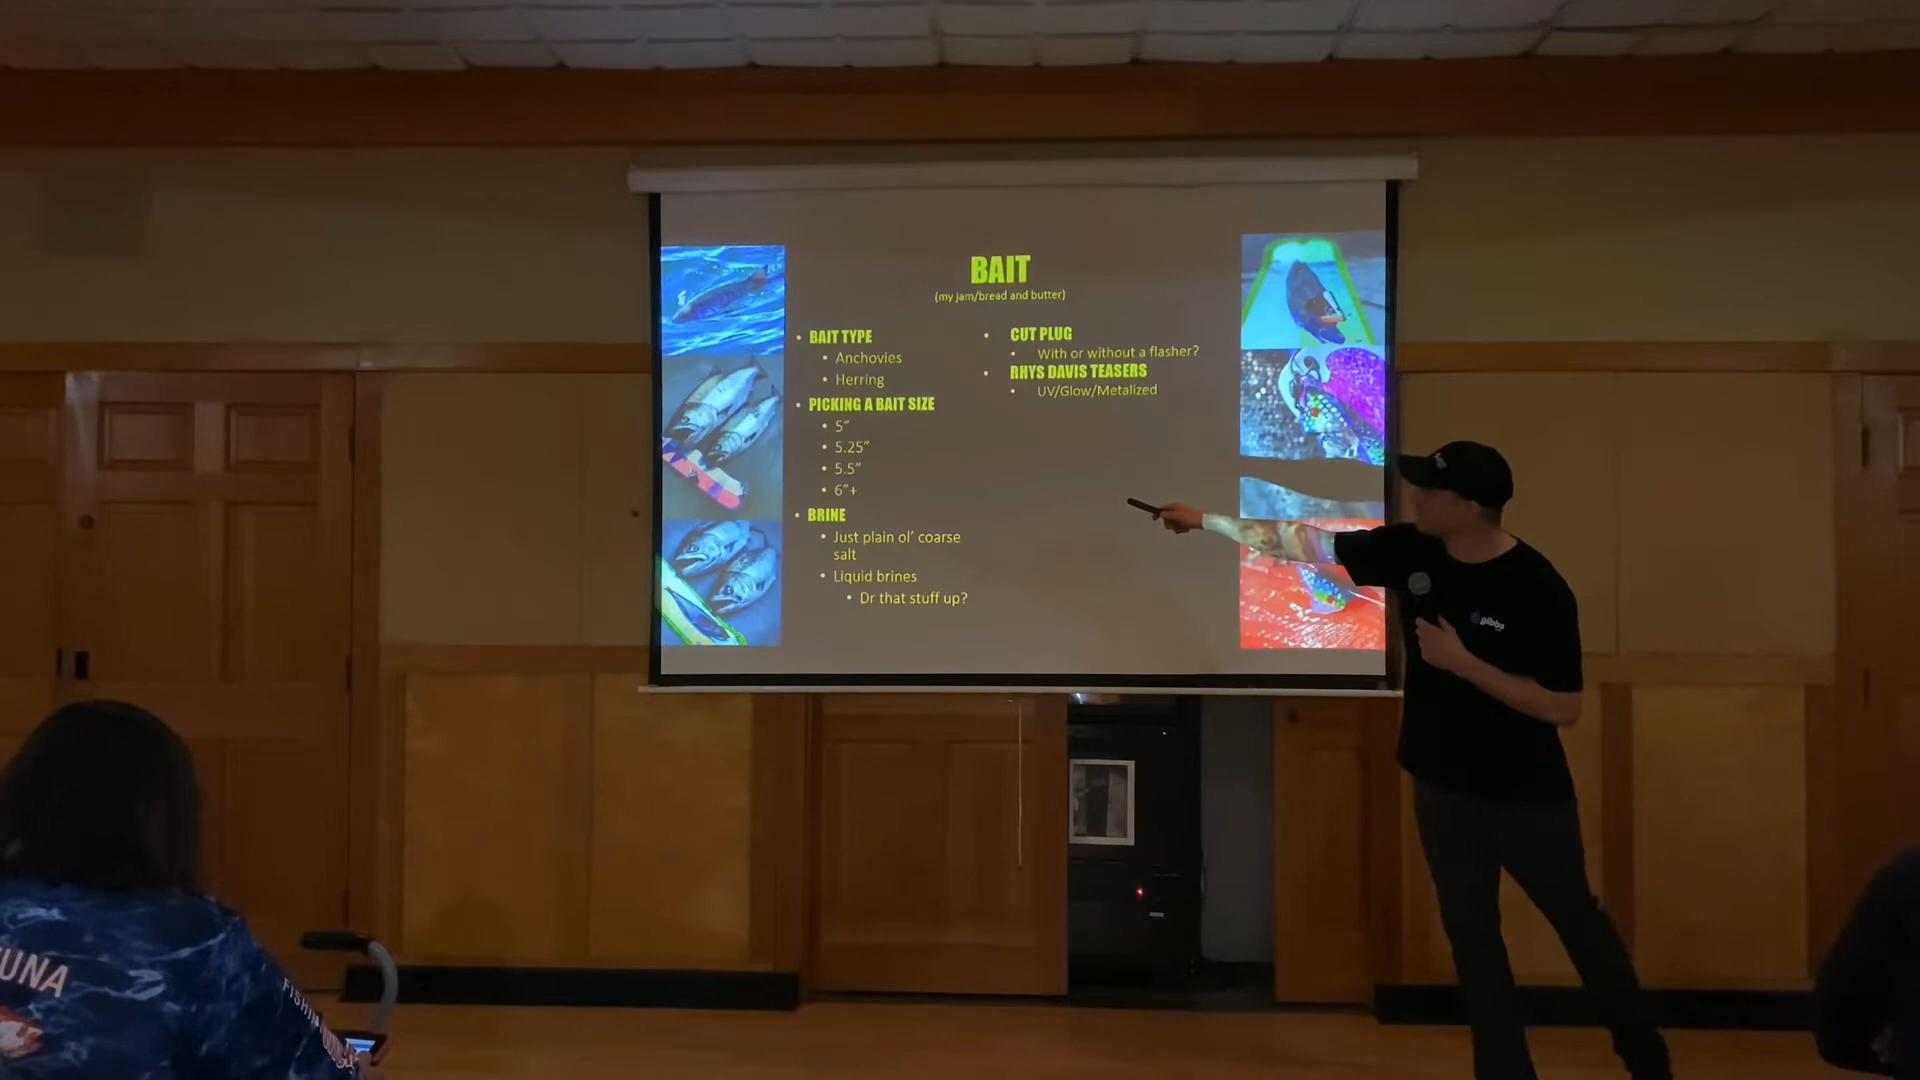 BAIT
(my jam/bread and butter)
• BAIT TYPE
• Anchovies
• Herring
• PICKING A BAIT SIZE
• 5"
• 5.25"
• 5.5"
• 6"+
• BRINE
• Just plain ol' coarse
salt
• Liquid brines
• Dr that stuff up?
• CUT PLUG
• With or without a flasher?
• RHYS DAVIS TEASERS
• UV/Glow/Metalized
gibbs
UNA